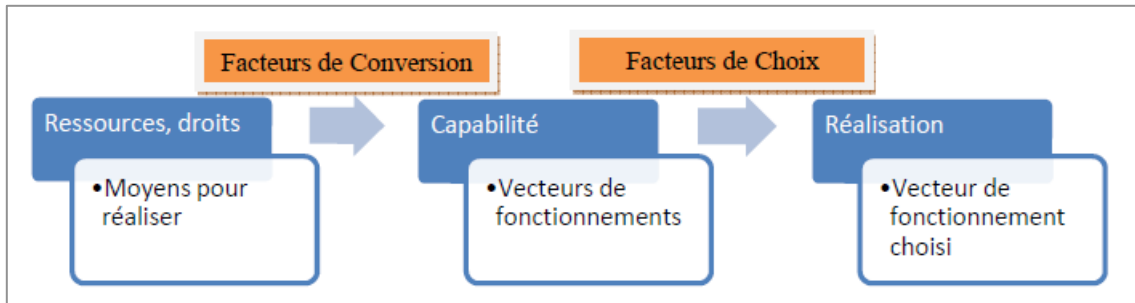 Facteurs de Conversion
Facteurs de Choix
Ressources, droits
•Moyens pour
réaliser
Capabilité
•Vecteurs de
fonctionnements
Réalisation
•Vecteur de
fonctionnement
choisi